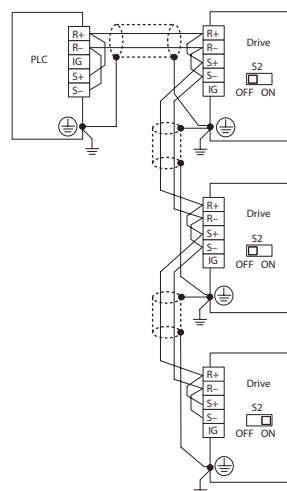 PLC
R+
R–
IG
S+
S–
R+
R–
S+
S–
IG
Drive
S2
OFF ON
R+
R–
S+
S–
IG
Drive
S2
OFF ON
R+
R–
S+
S–
IG
Drive
S2
OFF ON